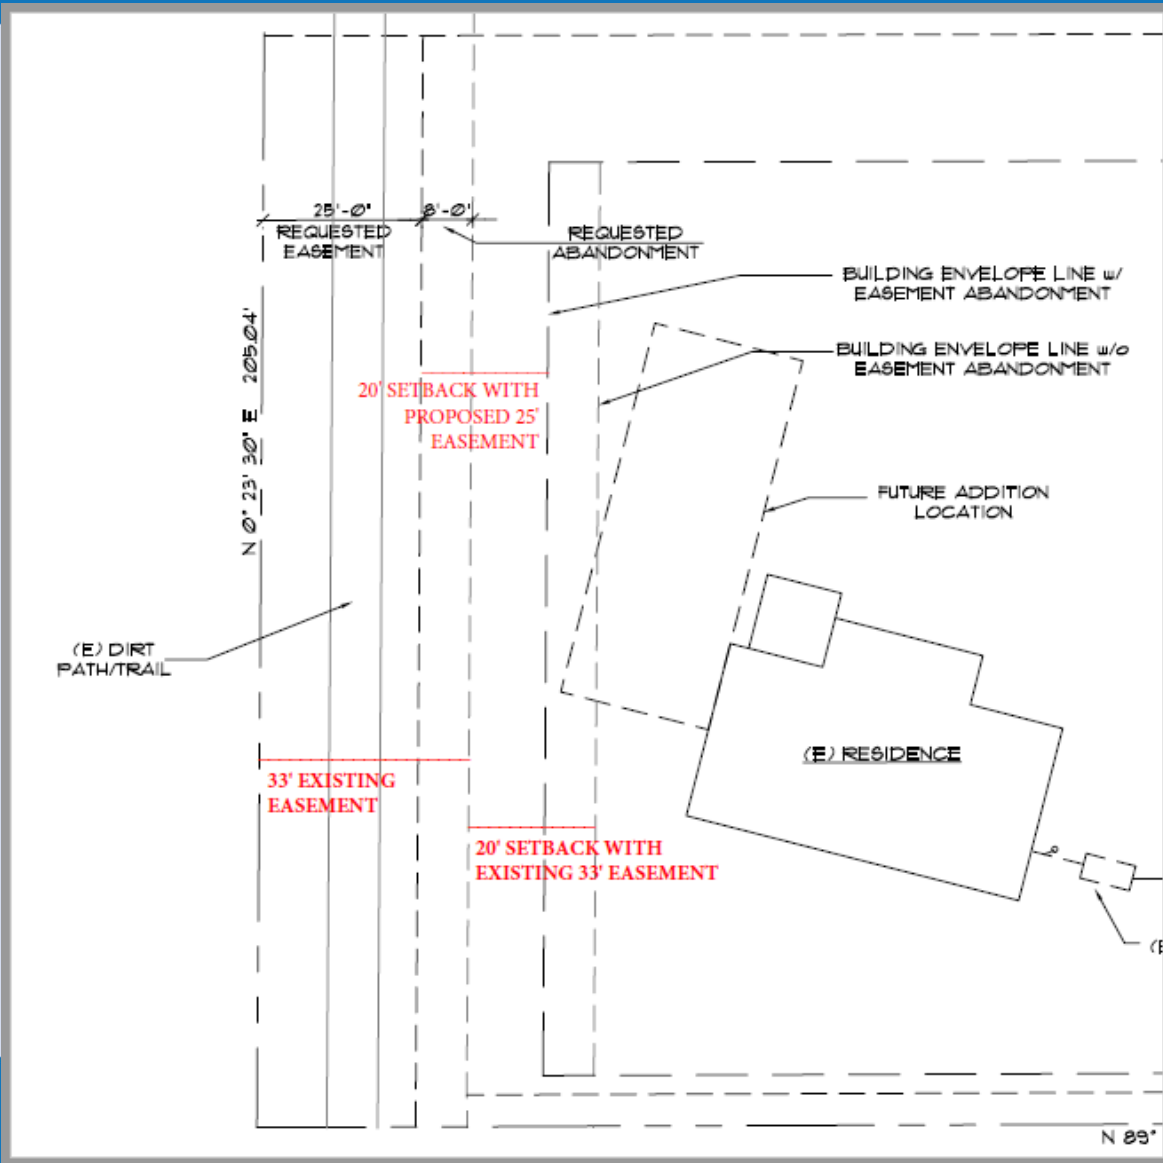 25'-0"
8'-0"
REQUESTED
EASEMENT
REQUESTED
ABANDONMENT
BUILDING ENVELOPE LINE w/
EASEMENT ABANDONMENT
BUILDING ENVELOPE LINE w/o
EASEMENT ABANDONMENT
N 0° 23' 30" E 205.04'
20' SETBACK WITH
PROPOSED 25'
EASEMENT
FUTURE ADDITION
LOCATION
(E) DIRT
PATH/TRAIL
(E) RESIDENCE
33' EXISTING
EASEMENT
20' SETBACK WITH
EXISTING 33' EASEMENT
N 89°